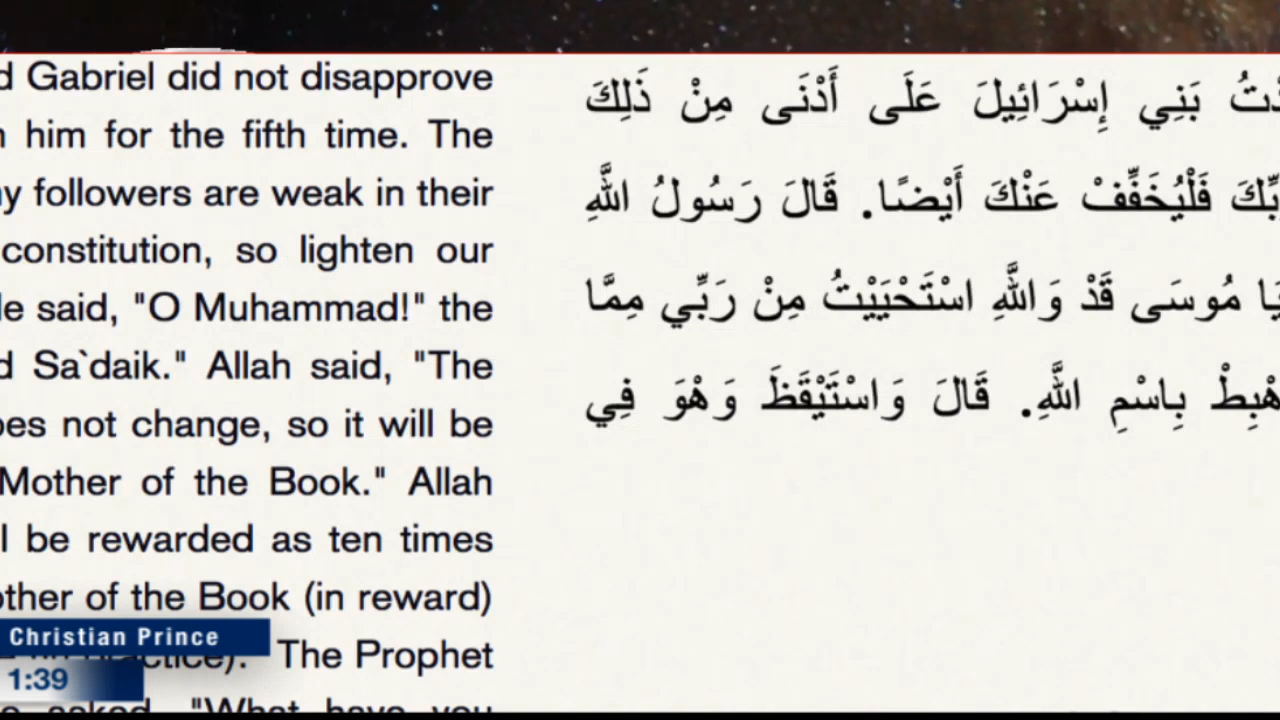 Gabriel did not disapprove
him for the fifth time. The
followers are weak in their
constitution, so lighten our
said, "O Muhammad!" the
Sa`daik." Allah said, "The
not change, so it will be
Mother of the Book." Allah
be rewarded as ten times
of the Book (in reward)
The Prophet
"What have you
بَنِي إِسْرَائِيلَ عَلَى أَدْنَى مِنْ ذَلِكَ
فَلْيُخَفِّفْ عَنْكَ أَيْضًا. قَالَ رَسُولُ اللَّهِ
يَا مُوسَى قَدْ وَاللَّهِ اسْتَحْيَيْتُ مِنْ رَبِّي مِمَّا
بِاسْمِ اللَّهِ. قَالَ وَاسْتَيْقَظَ وَهْوَ فِي
Christian Prince
1:39